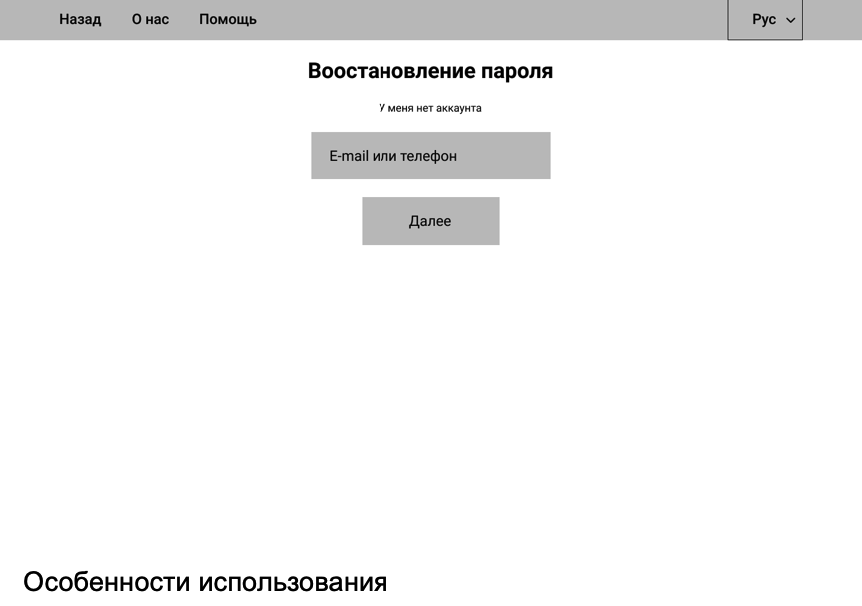 Назад О нас Помощь Рус
Воостановление пароля
У меня нет аккаунта
E-mail или телефон
Далее
Особенности использования